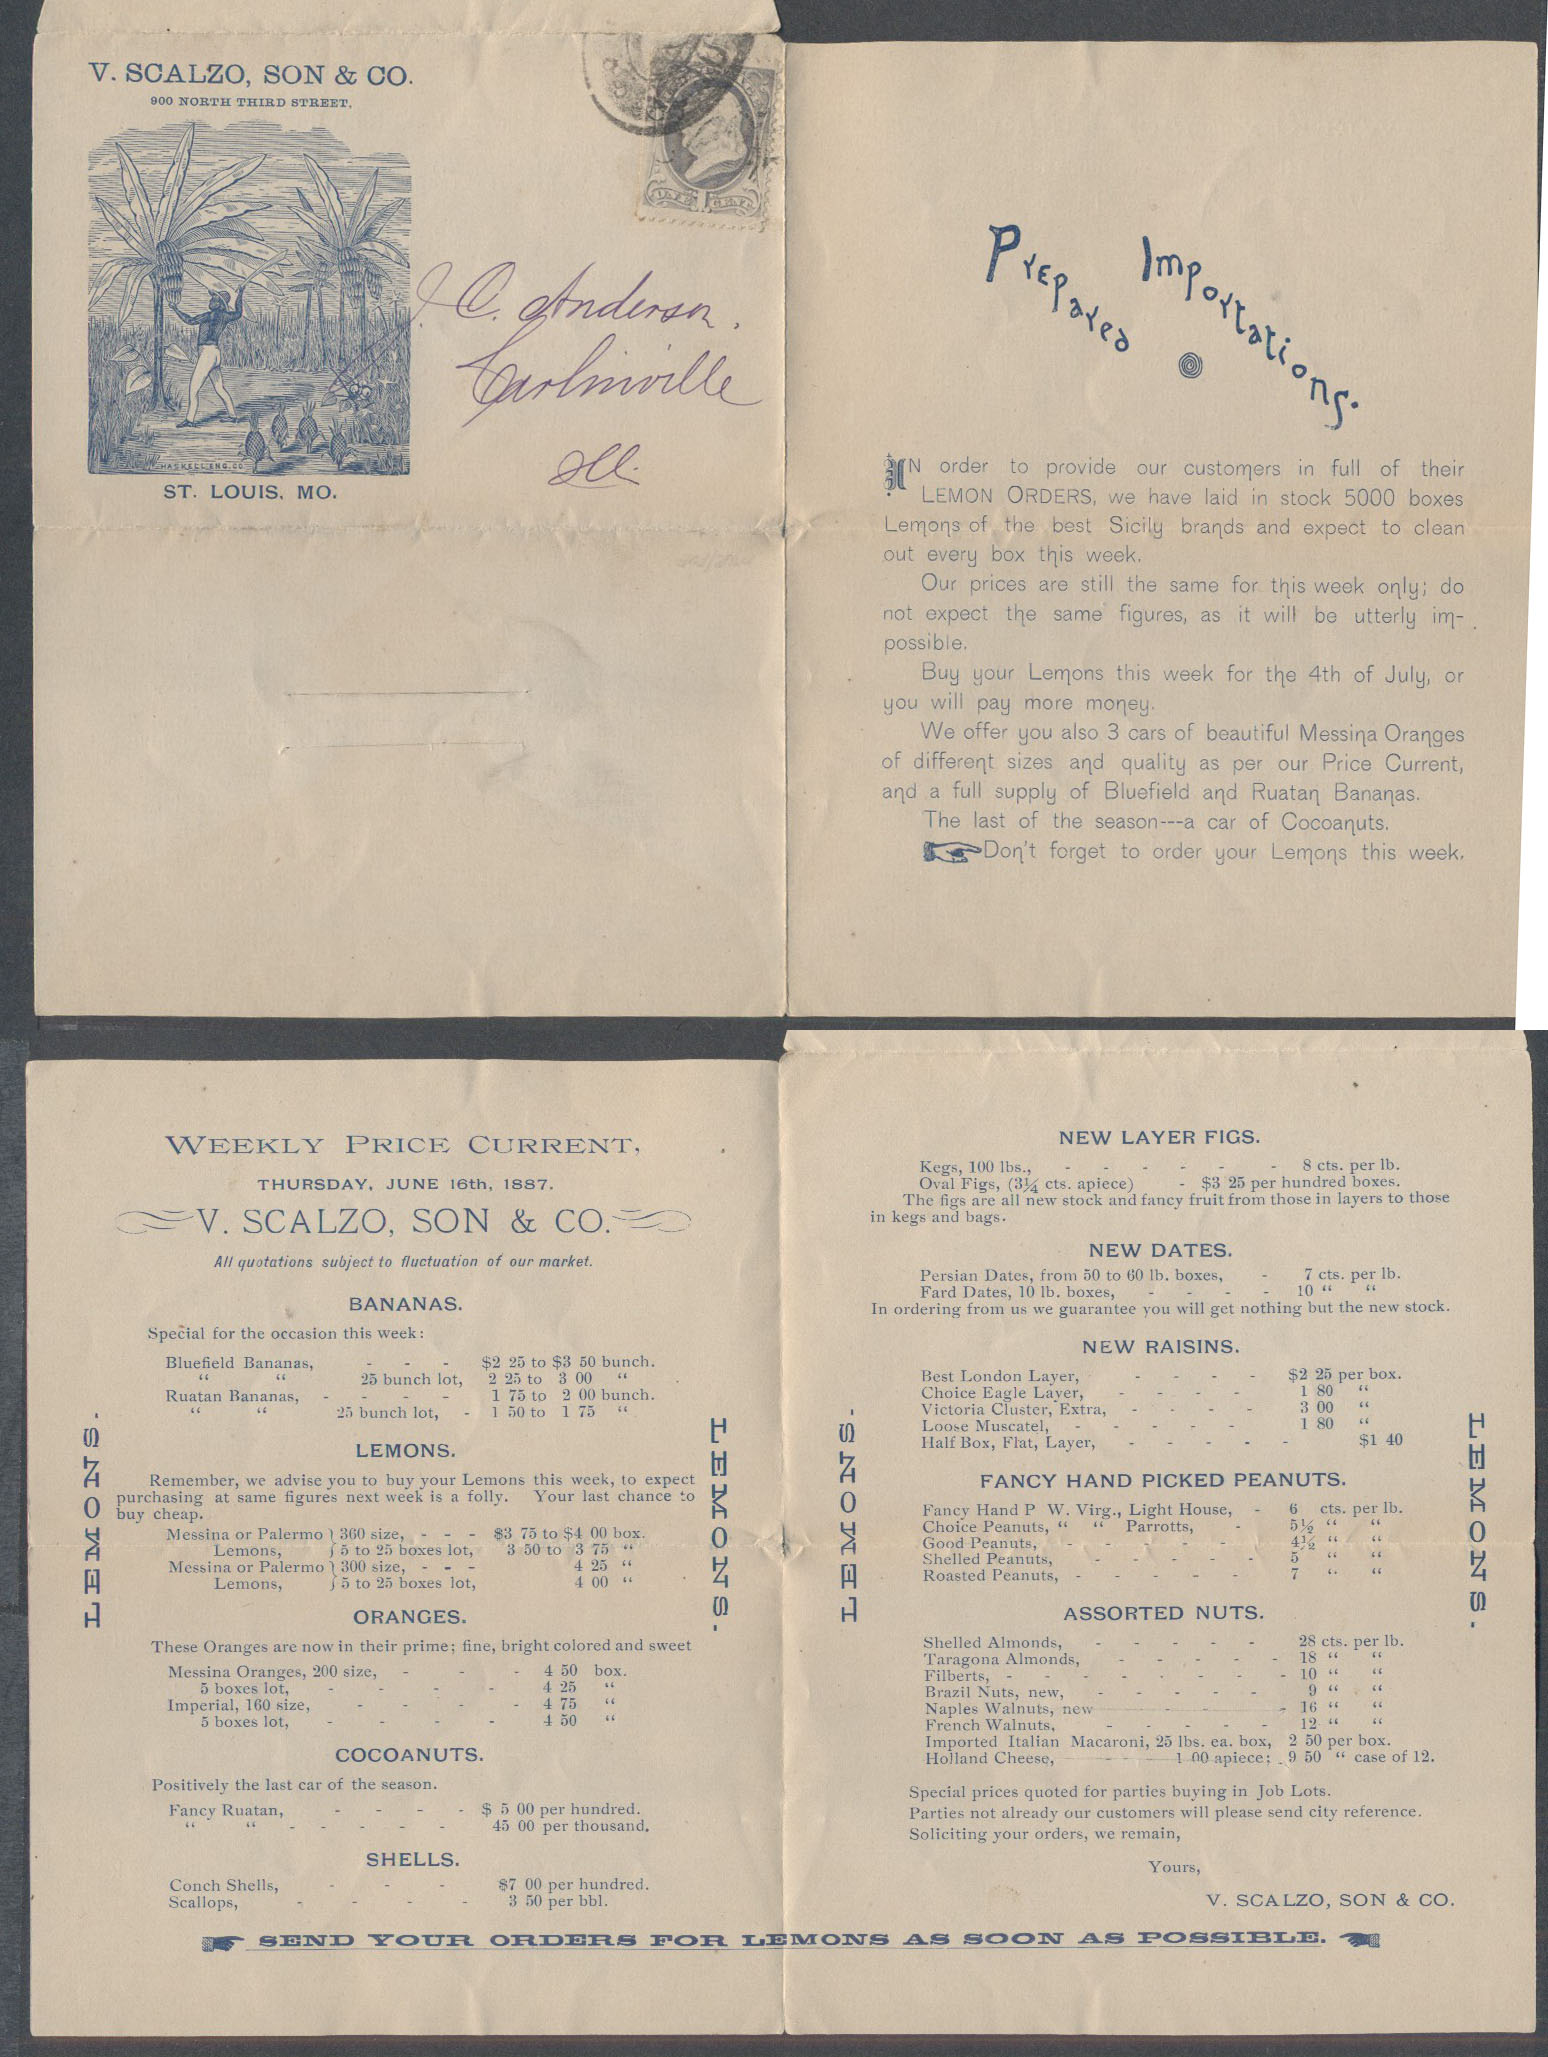 V. SCALZO, SON & CO.
900 NORTH THIRD STREET,
HASKELL ENG. CO
ST. LOUIS, MO.
C. Anderson,
Carlinville
Ill.
Prepared Importations.
IN order to provide our customers in full of their
LEMON ORDERS, we have laid in stock 5000 boxes
Lemons of the best Sicily brands and expect to clean
out every box this week.
Our prices are still the same for this week only; do
not expect the same figures, as it will be utterly im-
possible.
Buy your Lemons this week for the 4th of July, or
you will pay more money.
We offer you also 3 cars of beautiful Messina Oranges
of different sizes and quality as per our Price Current,
and a full supply of Bluefield and Ruatan Bananas.
The last of the season---a car of Cocoanuts.
Don't forget to order your Lemons this week.
WEEKLY PRICE CURRENT,
THURSDAY, JUNE 16th, 1887.
V. SCALZO, SON & CO.
All quotations subject to fluctuation of our market.
BANANAS.
Special for the occasion this week:
Bluefield Bananas, - - - $2 25 to $3 50 bunch.
“ “ 25 bunch lot, 2 25 to 3 00 “
Ruatan Bananas, - - - - 1 75 to 2 00 bunch.
“ “ 25 bunch lot, - 1 50 to 1 75 “
LEMONS.
Remember, we advise you to buy your Lemons this week, to expect
purchasing at same figures next week is a folly. Your last chance to
buy cheap.
Messina or Palermo } 360 size, - - - $3 75 to $4 00 box.
Lemons, } 5 to 25 boxes lot, 3 50 to 3 75 “
Messina or Palermo } 300 size, - - - 4 25 “
Lemons, } 5 to 25 boxes lot, 4 00 “
ORANGES.
These Oranges are now in their prime; fine, bright colored and sweet
Messina Oranges, 200 size, - - - 4 50 box.
5 boxes lot, - - - - 4 25 “
Imperial, 160 size, - - - - 4 75 “
5 boxes lot, - - - - 4 50 “
COCOANUTS.
Positively the last car of the season.
Fancy Ruatan, - - - - $ 5 00 per hundred.
“ “ - - - - - 45 00 per thousand.
SHELLS.
Conch Shells, - - - $7 00 per hundred.
Scallops, - - - - 3 50 per bbl.
LEMONS.
LEMONS.
NEW LAYER FIGS.
Kegs, 100 lbs., - - - - - - 8 cts. per lb.
Oval Figs, (3¼ cts. apiece) - $3 25 per hundred boxes.
The figs are all new stock and fancy fruit from those in layers to those
in kegs and bags.
NEW DATES.
Persian Dates, from 50 to 60 lb. boxes, - 7 cts. per lb.
Fard Dates, 10 lb. boxes, - - - - 10 “ “
In ordering from us we guarantee you will get nothing but the new stock.
NEW RAISINS.
Best London Layer, - - - - $2 25 per box.
Choice Eagle Layer, - - - - 1 80 “
Victoria Cluster, Extra, - - - - 3 00 “
Loose Muscatel, - - - - - 1 80 “
Half Box, Flat, Layer, - - - - - $1 40
FANCY HAND PICKED PEANUTS.
Fancy Hand P W. Virg., Light House, - 6 cts. per lb.
Choice Peanuts, “ “ Parrotts, - 5½ “ “
Good Peanuts, - - - - - 4½ “ “
Shelled Peanuts, - - - - - 5 “ “
Roasted Peanuts, - - - - - 7 “ “
ASSORTED NUTS.
Shelled Almonds, - - - - - 28 cts. per lb.
Taragona Almonds, - - - - - 18 “ “
Filberts, - - - - - - - - 10 “ “
Brazil Nuts, new, - - - - - 9 “ “
Naples Walnuts, new - - - 16 “ “
French Walnuts, - - - - - 12 “ “
Imported Italian Macaroni, 25 lbs. ea. box, 2 50 per box.
Holland Cheese, - - - 1 00 apiece; 9 50 “ case of 12.
Special prices quoted for parties buying in Job Lots.
Parties not already our customers will please send city reference.
Soliciting your orders, we remain,
Yours,
V. SCALZO, SON & CO.
LEMONS.
LEMONS.
SEND YOUR ORDERS FOR LEMONS AS SOON AS POSSIBLE.